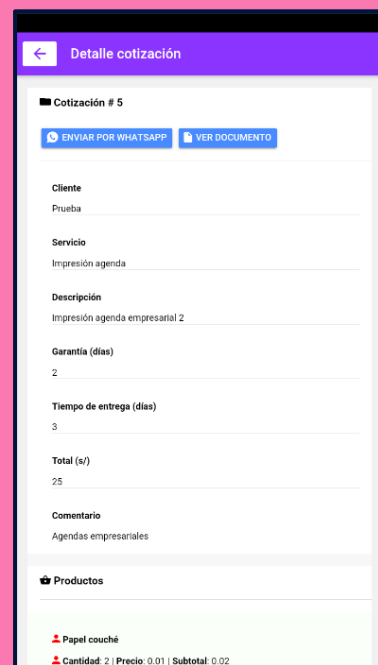 Detalle cotización
Cotización # 5
ENVIAR POR WHATSAPP VER DOCUMENTO
Cliente
Prueba
Servicio
Impresión agenda
Descripción
Impresión agenda empresarial 2
Garantía (días)
2
Tiempo de entrega (días)
3
Total (s/)
25
Comentario
Agendas empresariales
Productos
Papel couché
Cantidad: 2 | Precio: 0.01 | Subtotal: 0.02